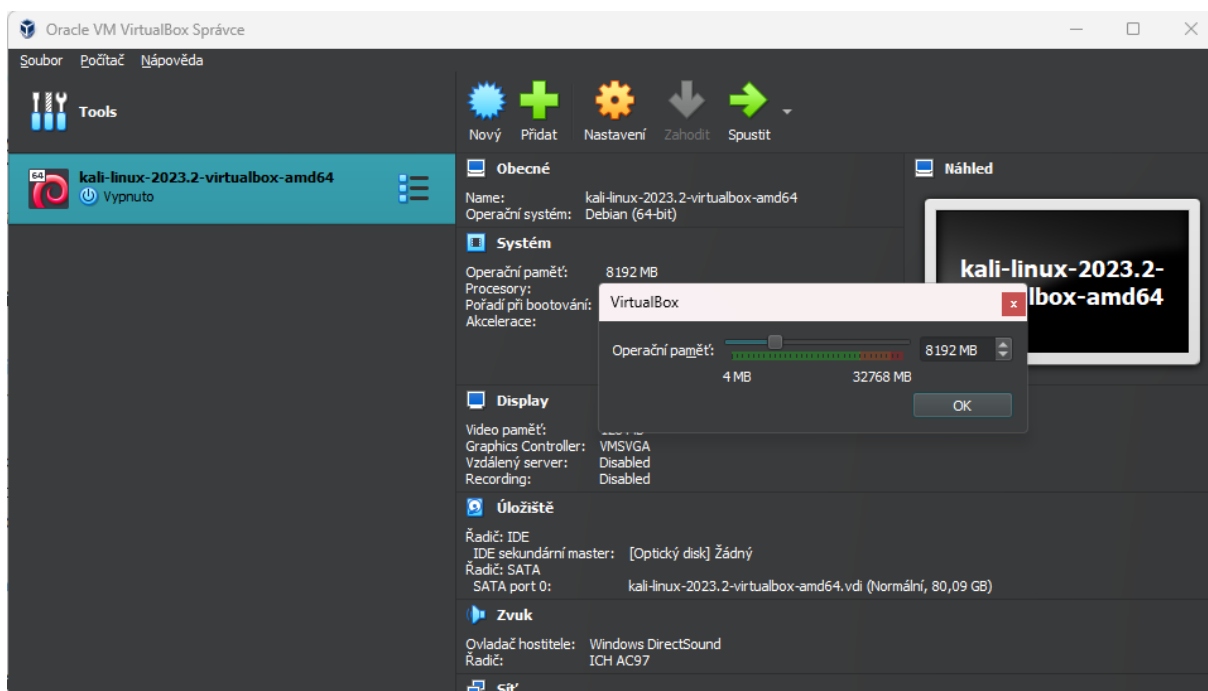 Oracle VM VirtualBox Správce
Soubor Počítač Nápověda
Tools
Nový Přidat Nastavení Zahodit Spustit
64
kali-linux-2023.2-virtualbox-amd64
Vypnuto
Obecné
Name: kali-linux-2023.2-virtualbox-amd64
Operační systém: Debian (64-bit)
Systém
Operační paměť: 8192 MB
Procesory:
Pořadí při bootování:
Akcelerace:
Náhled
kali-linux-2023.2-
lbox-amd64
VirtualBox
x
Operační paměť: 8192 MB
4 MB 32768 MB
OK
Display
Video paměť:
Graphics Controller: VMSVGA
Vzdálený server: Disabled
Recording: Disabled
Úložiště
Řadič: IDE
IDE sekundární master: [Optický disk] Žádný
Řadič: SATA
SATA port 0: kali-linux-2023.2-virtualbox-amd64.vdi (Normální, 80,09 GB)
Zvuk
Ovladač hostitele: Windows DirectSound
Řadič: ICH AC97
Síť